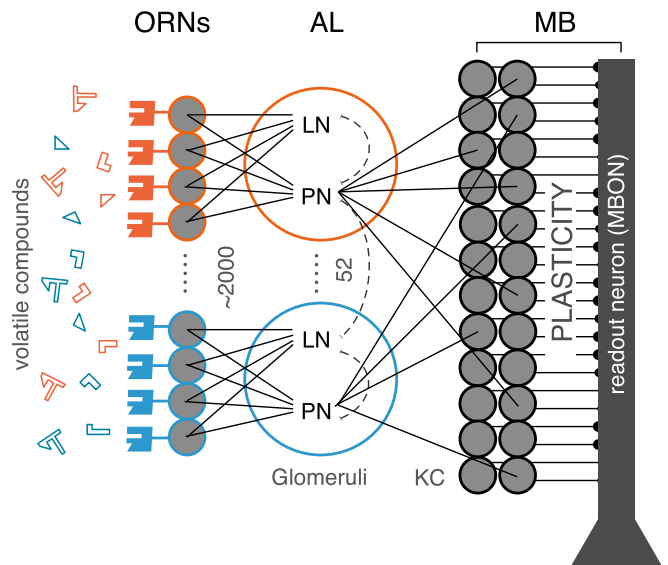 ORNs
AL
MB
volatile compounds
LN
PN
~2000
52
LN
PN
PLASTICITY
readout neuron (MBON)
Glomeruli
KC